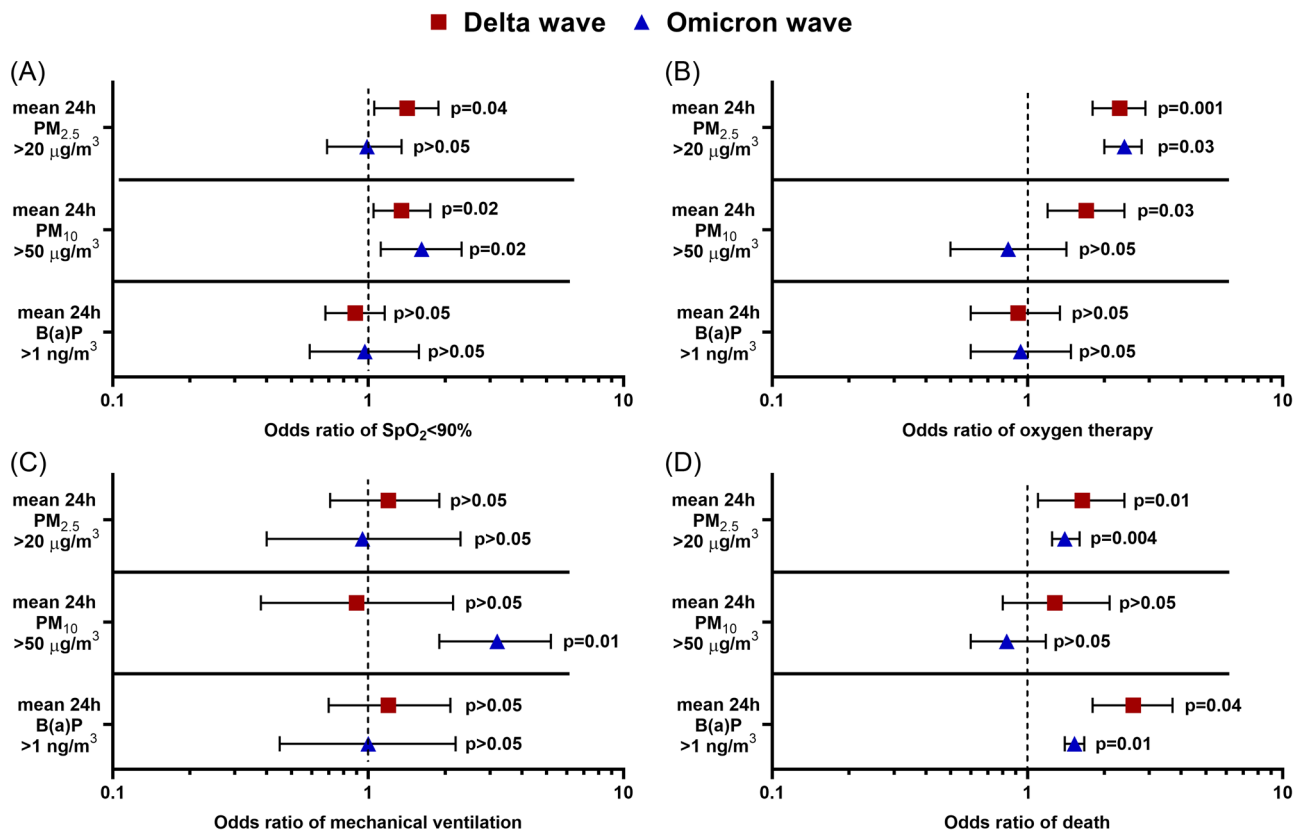 Delta wave Omicron wave
(A)
mean 24h
PM2.5
>20 μg/m3
p=0.04
p>0.05
mean 24h
PM10
>50 μg/m3
p=0.02
p=0.02
mean 24h
B(a)P
>1 ng/m3
p>0.05
p>0.05
0.1 1 10
Odds ratio of SpO2<90%
(B)
mean 24h
PM2.5
>20 μg/m3
p=0.001
p=0.03
mean 24h
PM10
>50 μg/m3
p=0.03
p>0.05
mean 24h
B(a)P
>1 ng/m3
p>0.05
p>0.05
0.1 1 10
Odds ratio of oxygen therapy
(C)
mean 24h
PM2.5
>20 μg/m3
p>0.05
p>0.05
mean 24h
PM10
>50 μg/m3
p>0.05
p=0.01
mean 24h
B(a)P
>1 ng/m3
p>0.05
p>0.05
0.1 1 10
Odds ratio of mechanical ventilation
(D)
mean 24h
PM2.5
>20 μg/m3
p=0.01
p=0.004
mean 24h
PM10
>50 μg/m3
p>0.05
p>0.05
mean 24h
B(a)P
>1 ng/m3
p=0.04
p=0.01
0.1 1 10
Odds ratio of death